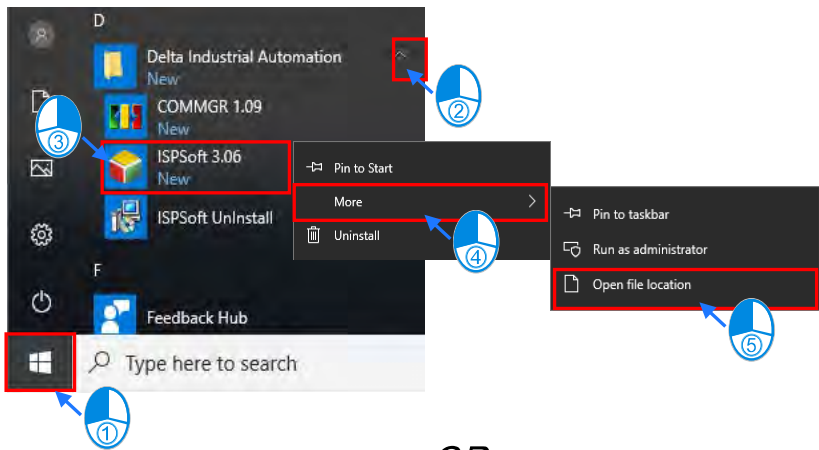 D
Delta Industrial Automation
New
②
COMMGR 1.09
New
③
ISPSoft 3.06
New
Pin to Start
More
④
Uninstall
ISPSoft UnInstall
Pin to taskbar
Run as administrator
Open file location
⑤
F
Feedback Hub
Type here to search
①